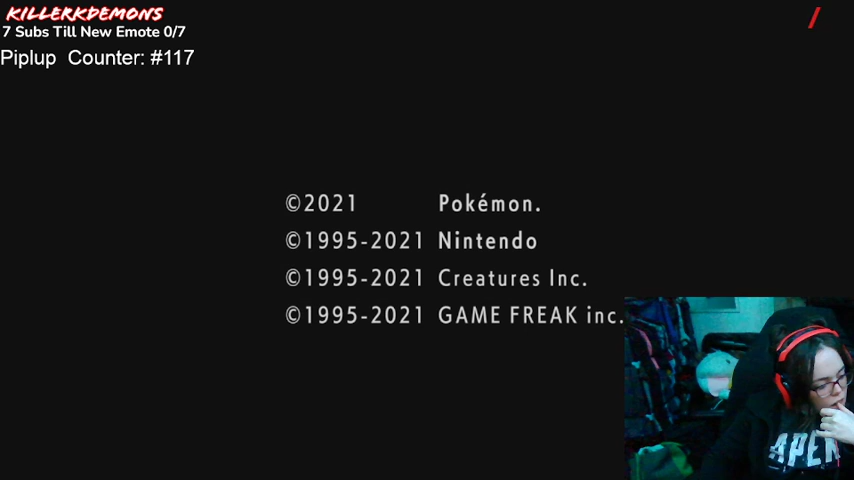 KILLERKDEMONS
7 Subs Till New Emote 0/7
Piplup Counter: #117
/
©2021 Pokémon.
©1995-2021 Nintendo
©1995-2021 Creatures Inc.
©1995-2021 GAME FREAK inc.
APEX